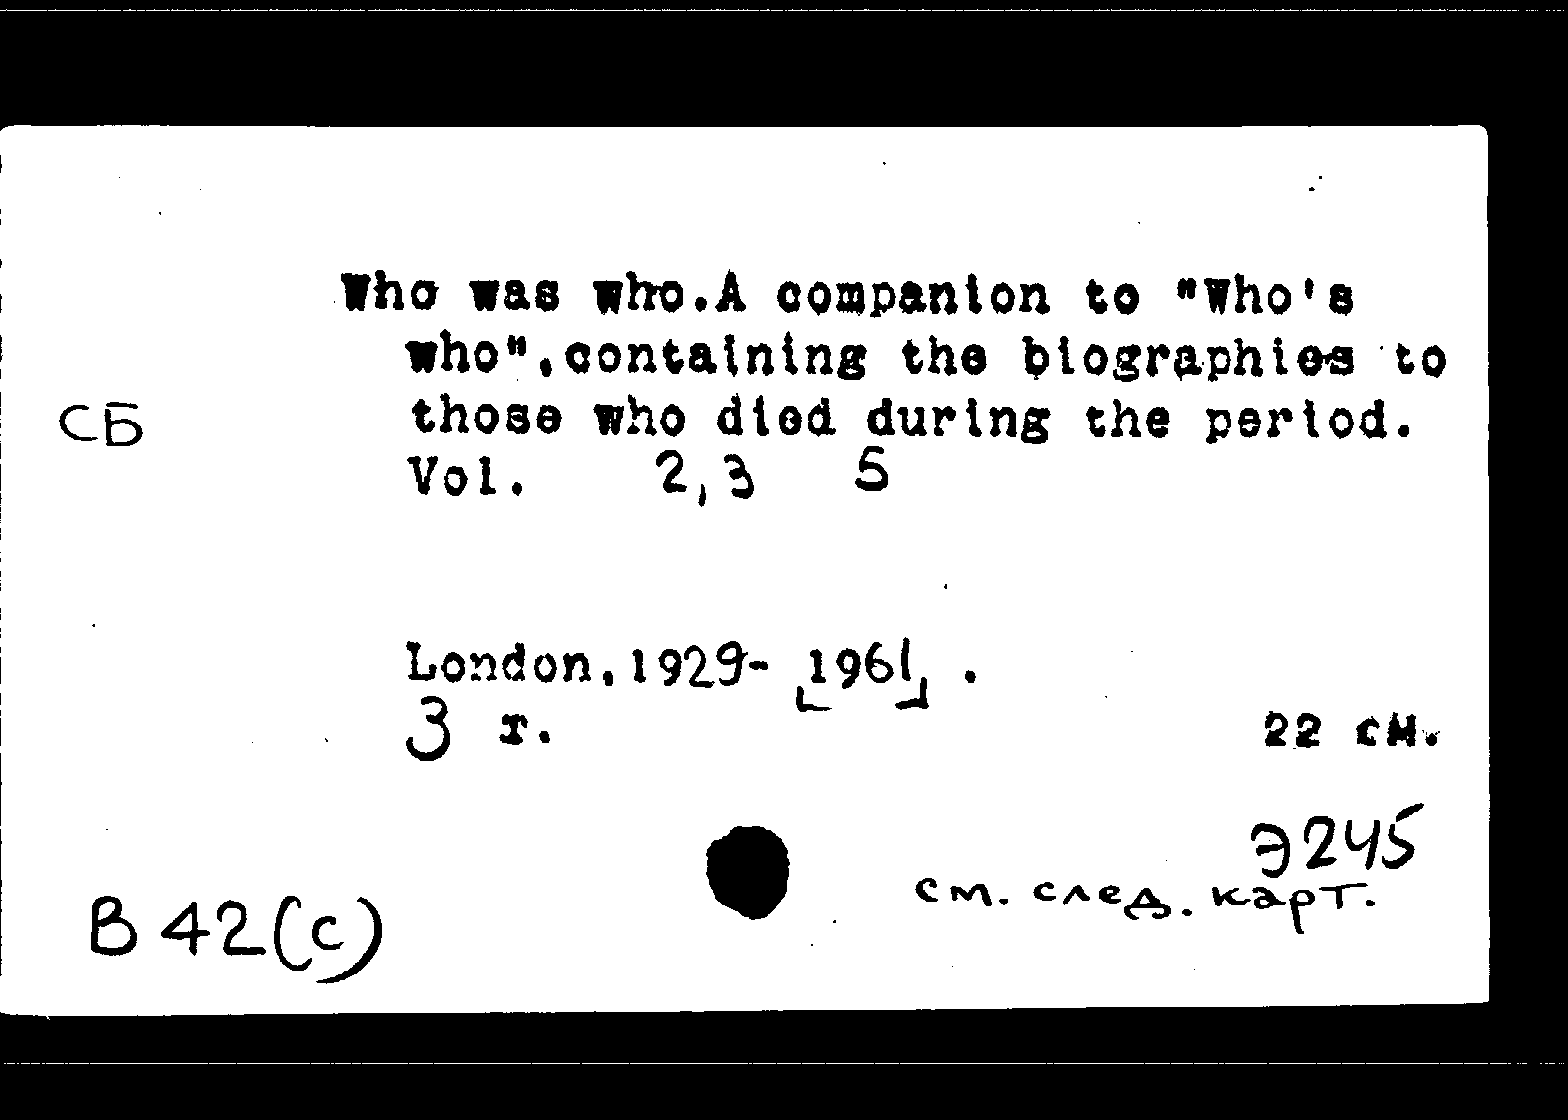 Who was who.A companion to "Who's
who",containing the biographies to
СБ
those who died during the period.
Vol. 2,3 5
London,1929- [1961] .
3 т.
22 см.
Э245
см. след. карт.
В 42(с)